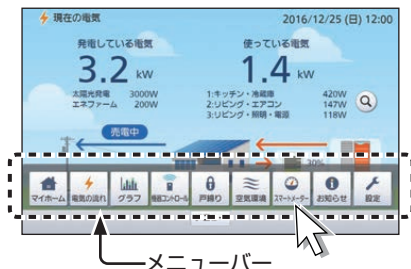 現在の電気
2016/12/25 (日) 12:00
発電している電気
使っている電気
3.2 kW
1.4 kW
太陽光発電 3000W
エネファーム 200W
1:キッチン・冷蔵庫 420W
2:リビング・エアコン 147W
3:リビング・照明・電源 118W
売電中
30%
マイホーム 電気の流れ グラフ 機器コントロール 戸締り 空気環境 スマートメーター お知らせ 設定
メニューバー